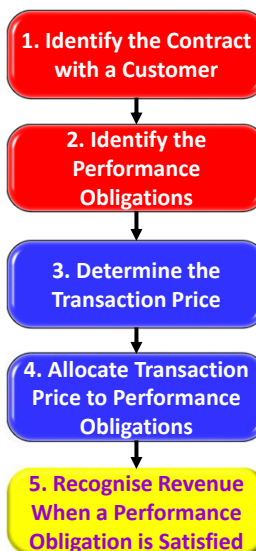 1. Identify the Contract
with a Customer
2. Identify the
Performance
Obligations
3. Determine the
Transaction Price
4. Allocate Transaction
Price to Performance
Obligations
5. Recognise Revenue
When a Performance
Obligation is Satisfied